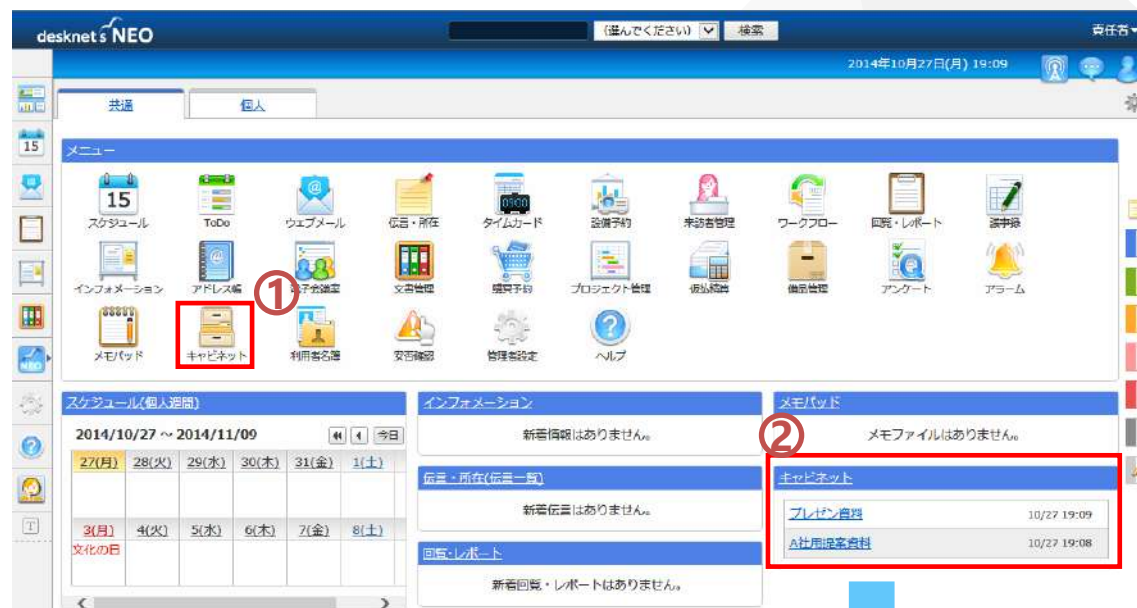 desknet's NEO
(選んでください) 検索 責任者
2014年10月27日(月) 19:09
共通 個人
15
メニュー
15 @ 09:00
スケジュール ToDo ウェブメール 伝言・所在 タイムカード 設備予約 来訪者管理 ワークフロー 回覧・レポート 議事録
インフォメーション アドレス帳 電子会議室 文書管理 購買予約 プロジェクト管理 仮払精算 備品管理 アンケート アラーム
①
メモパッド キャビネット 利用者名簿 安否確認 管理者設定 ヘルプ
NEO
スケジュール(個人週間) インフォメーション メモパッド
2014/10/27 ～ 2014/11/09 今日 新着情報はありません。 ② メモファイルはありません。
27(月) 28(火) 29(水) 30(木) 31(金) 1(土)
伝言・所在(伝言一覧) キャビネット
新着伝言はありません。 プレゼン資料 10/27 19:09
3(月) 4(火) 5(水) 6(木) 7(金) 8(土)
文化の日
A社用提案資料 10/27 19:08
回覧・レポート
新着回覧・レポートはありません。
T